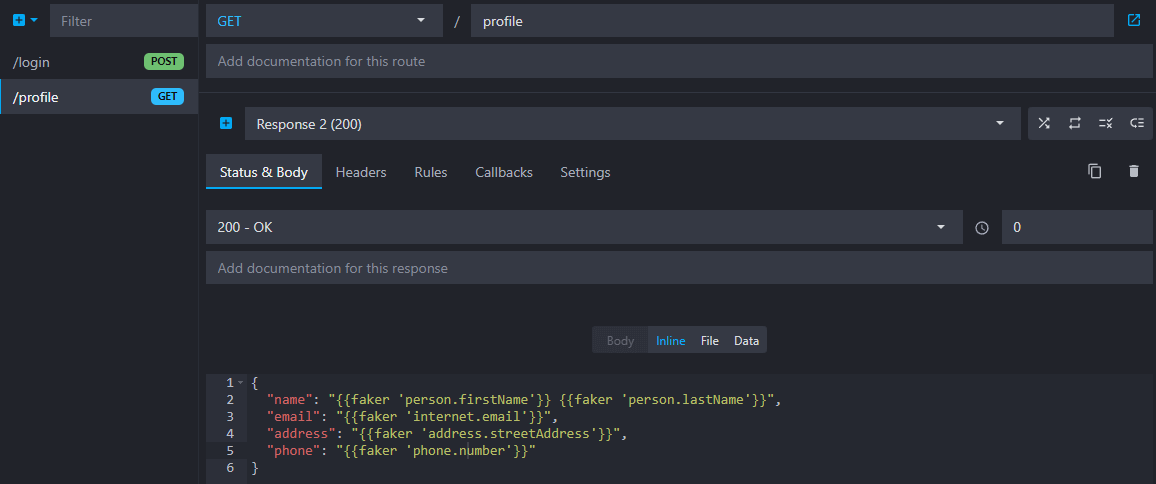 Filter
GET / profile
/login POST
Add documentation for this route
/profile GET
Response 2 (200)
Status & Body Headers Rules Callbacks Settings
200 - OK 0
Add documentation for this response
Body Inline File Data
1 {
2 "name": "{{faker 'person.firstName'}} {{faker 'person.lastName'}}",
3 "email": "{{faker 'internet.email'}}",
4 "address": "{{faker 'address.streetAddress'}}",
5 "phone": "{{faker 'phone.number'}}"
6 }